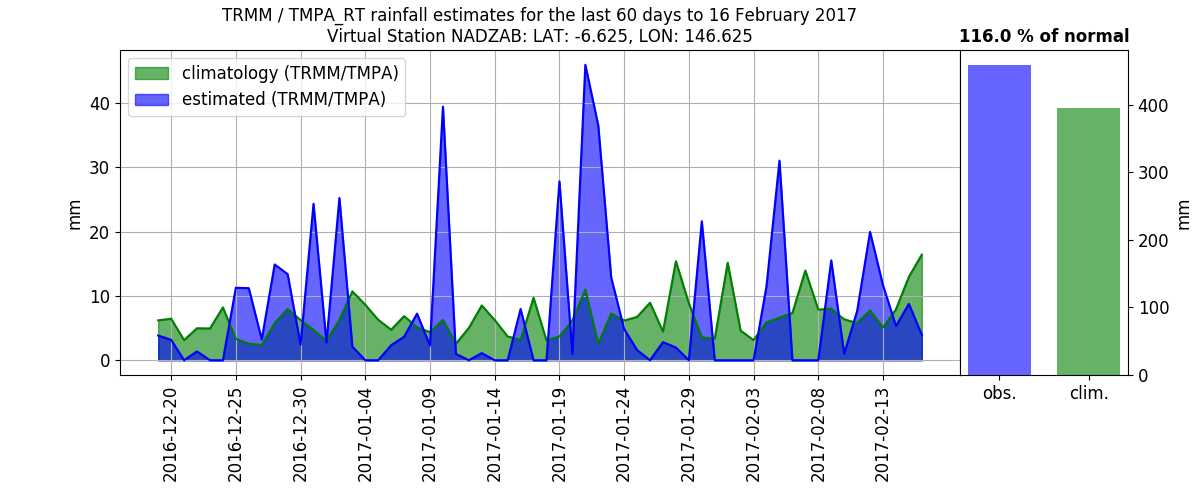 TRMM / TMPA_RT rainfall estimates for the last 60 days to 16 February 2017
Virtual Station NADZAB: LAT: -6.625, LON: 146.625
116.0 % of normal
climatology (TRMM/TMPA)
estimated (TRMM/TMPA)
mm
40
30
20
10
0
2016-12-20
2016-12-25
2016-12-30
2017-01-04
2017-01-09
2017-01-14
2017-01-19
2017-01-24
2017-01-29
2017-02-03
2017-02-08
2017-02-13
obs.
clim.
400
300
200
100
0
mm